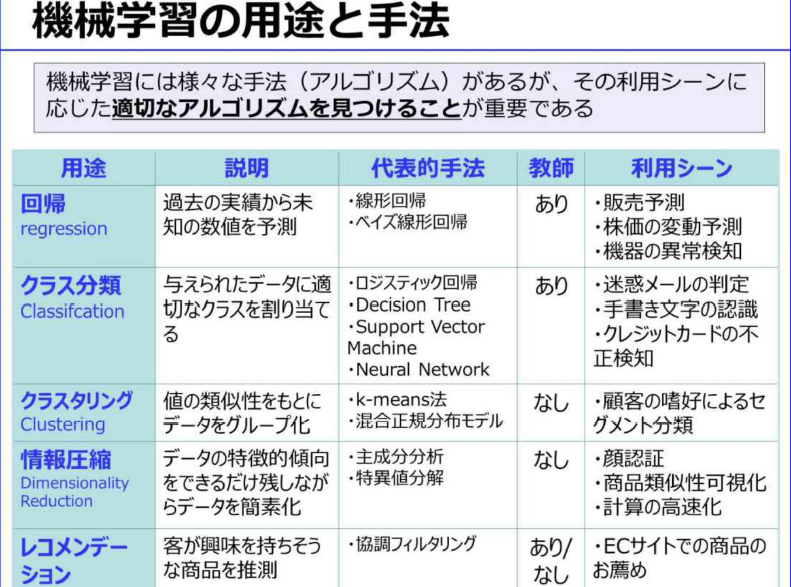 機械学習の用途と手法
機械学習には様々な手法（アルゴリズム）があるが、その利用シーンに
応じた適切なアルゴリズムを見つけることが重要である
用途 説明 代表的手法 教師 利用シーン
回帰
regression
過去の実績から未
知の数値を予測
・線形回帰
・ベイズ線形回帰
あり
・販売予測
・株価の変動予測
・機器の異常検知
クラス分類
Classifcation
与えられたデータに適
切なクラスを割り当て
る
・ロジスティック回帰
・Decision Tree
・Support Vector
Machine
・Neural Network
あり
・迷惑メールの判定
・手書き文字の認識
・クレジットカードの不
正検知
クラスタリング
Clustering
値の類似性をもとに
データをグループ化
・k-means法
・混合正規分布モデル
なし
・顧客の嗜好によるセ
グメント分類
情報圧縮
Dimensionality
Reduction
データの特徴的傾向
をできるだけ残しなが
らデータを簡素化
・主成分分析
・特異値分解
なし
・顔認証
・商品類似性可視化
・計算の高速化
レコメンデー
ション
客が興味を持ちそう
な商品を推測
・協調フィルタリング
あり/
なし
・ECサイトでの商品の
お薦め